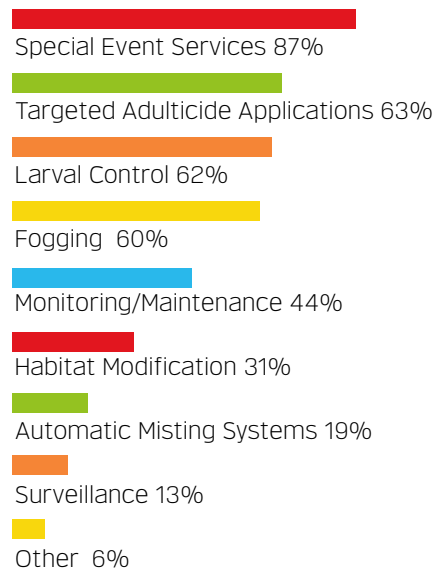 Special Event Services 87%
Targeted Adulticide Applications 63%
Larval Control 62%
Fogging  60%
Monitoring/Maintenance 44%
Habitat Modification 31%
Automatic Misting Systems 19%
Surveillance 13%
Other  6%